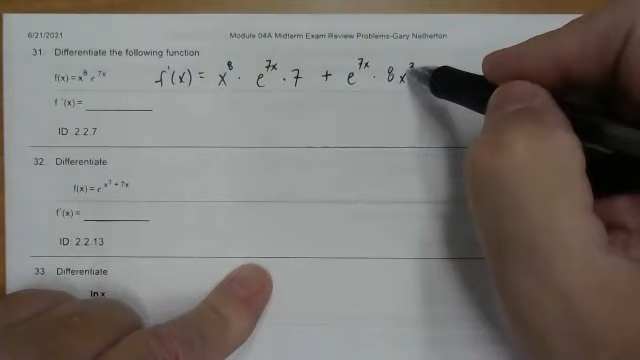 6/21/2021 Module 04A Midterm Exam Review Problems-Gary Netherton
31. Differentiate the following function
f(x) = x⁸ e⁷ˣ f'(x) = x⁸ · e⁷ˣ · 7 + e⁷ˣ · 8x⁷
f '(x) =
ID: 2.2.7
32. Differentiate
f(x) = e ˣ³ ⁺ ⁷ˣ
f'(x) =
ID: 2.2.13
33. Differentiate
ln x